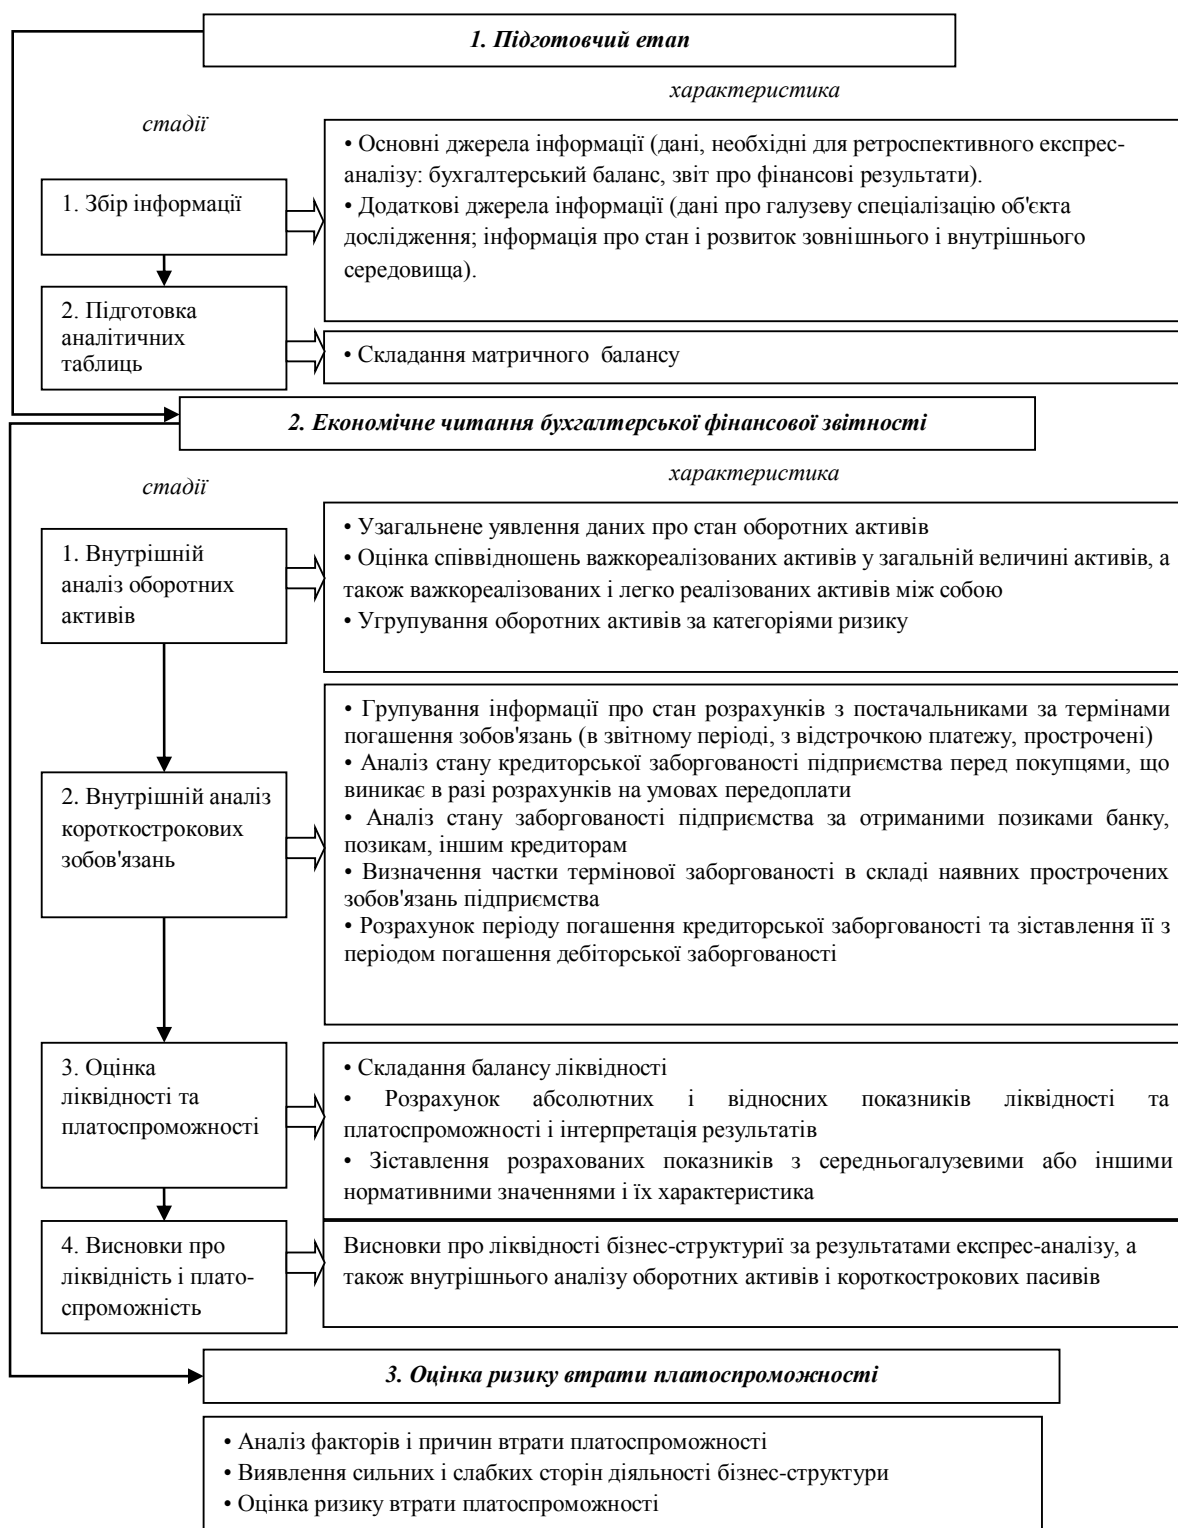 1. Підготовчий етап
характеристика
стадії
• Основні джерела інформації (дані, необхідні для ретроспективного експрес-
аналізу: бухгалтерський баланс, звіт про фінансові результати).
• Додаткові джерела інформації (дані про галузеву спеціалізацію об'єкта
дослідження; інформація про стан і розвиток зовнішнього і внутрішнього
середовища).
1. Збір інформації
2. Підготовка
аналітичних
таблиць
• Складання матричного балансу
2. Економічне читання бухгалтерської фінансової звітності
характеристика
стадії
1. Внутрішній
аналіз оборотних
активів
• Узагальнене уявлення даних про стан оборотних активів
• Оцінка співвідношень важкореалізованих активів у загальній величині активів, а
також важкореалізованих і легко реалізованих активів між собою
• Угрупування оборотних активів за категоріями ризику
2. Внутрішній аналіз
короткострокових
зобов'язань
• Групування інформації про стан розрахунків з постачальниками за термінами
погашення зобов'язань (в звітному періоді, з відстрочкою платежу, прострочені)
• Аналіз стану кредиторської заборгованості підприємства перед покупцями, що
виникає в разі розрахунків на умовах передоплати
• Аналіз стану заборгованості підприємства за отриманими позиками банку,
позикам, іншим кредиторам
• Визначення частки термінової заборгованості в складі наявних прострочених
зобов'язань підприємства
• Розрахунок періоду погашення кредиторської заборгованості та зіставлення її з
періодом погашення дебіторської заборгованості
3. Оцінка
ліквідності та
платоспроможності
• Складання балансу ліквідності
• Розрахунок абсолютних і відносних показників ліквідності та
платоспроможності і інтерпретація результатів
• Зіставлення розрахованих показників з середньогалузевими або іншими
нормативними значеннями і їх характеристика
4. Висновки про
ліквідність і плато-
спроможність
Висновки про ліквідності бізнес-структуриї за результатами експрес-аналізу, а
також внутрішнього аналізу оборотних активів і короткострокових пасивів
3. Оцінка ризику втрати платоспроможності
• Аналіз факторів і причин втрати платоспроможності
• Виявлення сильних і слабких сторін діяльності бізнес-структури
• Оцінка ризику втрати платоспроможності